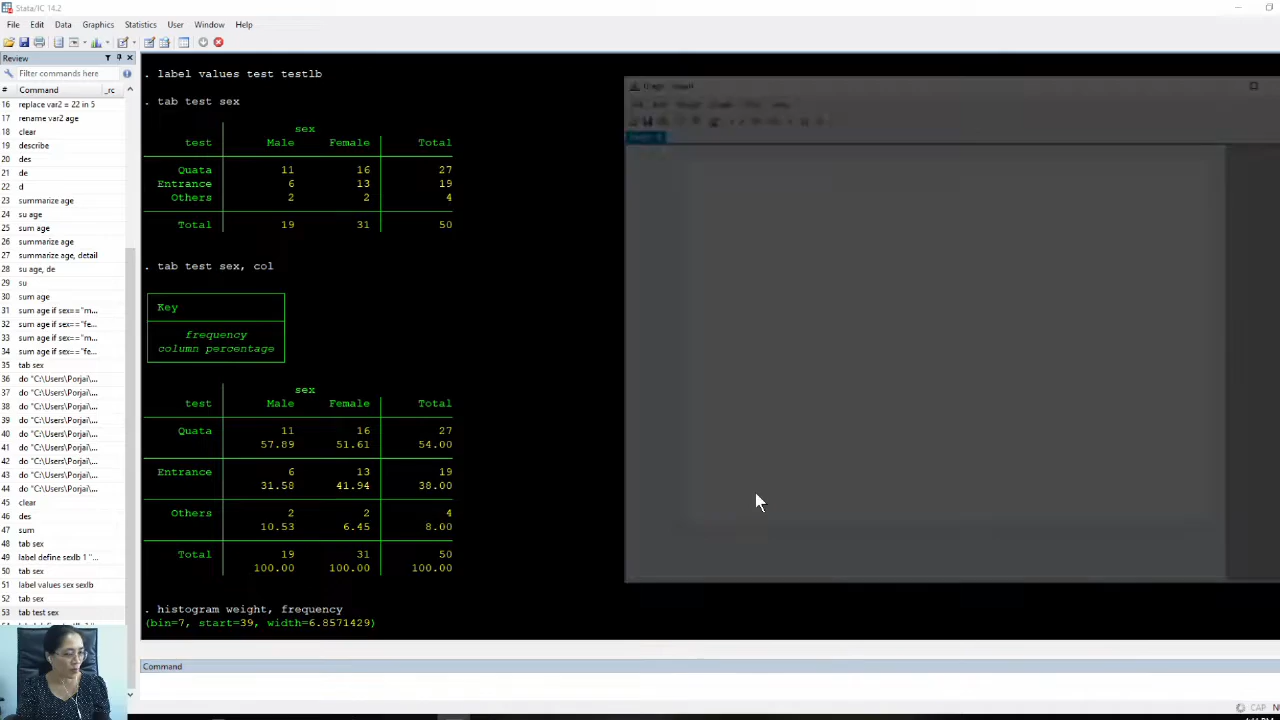 Stata/IC 14.2
File Edit Data Graphics Statistics User Window Help
Review
Filter commands here
# Command _rc
16 replace var2 = 22 in 5
17 rename var2 age
18 clear
19 describe
20 des
21 de
22 d
23 summarize age
24 su age
25 sum age
26 summarize age
27 summarize age, detail
28 su age, de
29 su
30 sum age
31 sum age if sex=="m...
32 sum age if sex=="fe...
33 sum age if sex=="m...
34 sum age if sex=="fe...
35 tab sex
36 do "C:\Users\Porjai\...
37 do "C:\Users\Porjai\...
38 do "C:\Users\Porjai\...
39 do "C:\Users\Porjai\...
40 do "C:\Users\Porjai\...
41 do "C:\Users\Porjai\...
42 do "C:\Users\Porjai\...
43 do "C:\Users\Porjai\...
44 do "C:\Users\Porjai\...
45 clear
46 des
47 sum
48 tab sex
49 label define sexlb 1 "...
50 tab sex
51 label values sex sexlb
52 tab sex
53 tab test sex
. label values test testlb
. tab test sex
sex
test Male Female Total
Quata 11 16 27
Entrance 6 13 19
Others 2 2 4
Total 19 31 50
. tab test sex, col
Key
frequency
column percentage
sex
test Male Female Total
Quata 11 16 27
57.89 51.61 54.00
Entrance 6 13 19
31.58 41.94 38.00
Others 2 2 4
10.53 6.45 8.00
Total 19 31 50
100.00 100.00 100.00
. histogram weight, frequency
(bin=7, start=39, width=6.8571429)
Command
CAP